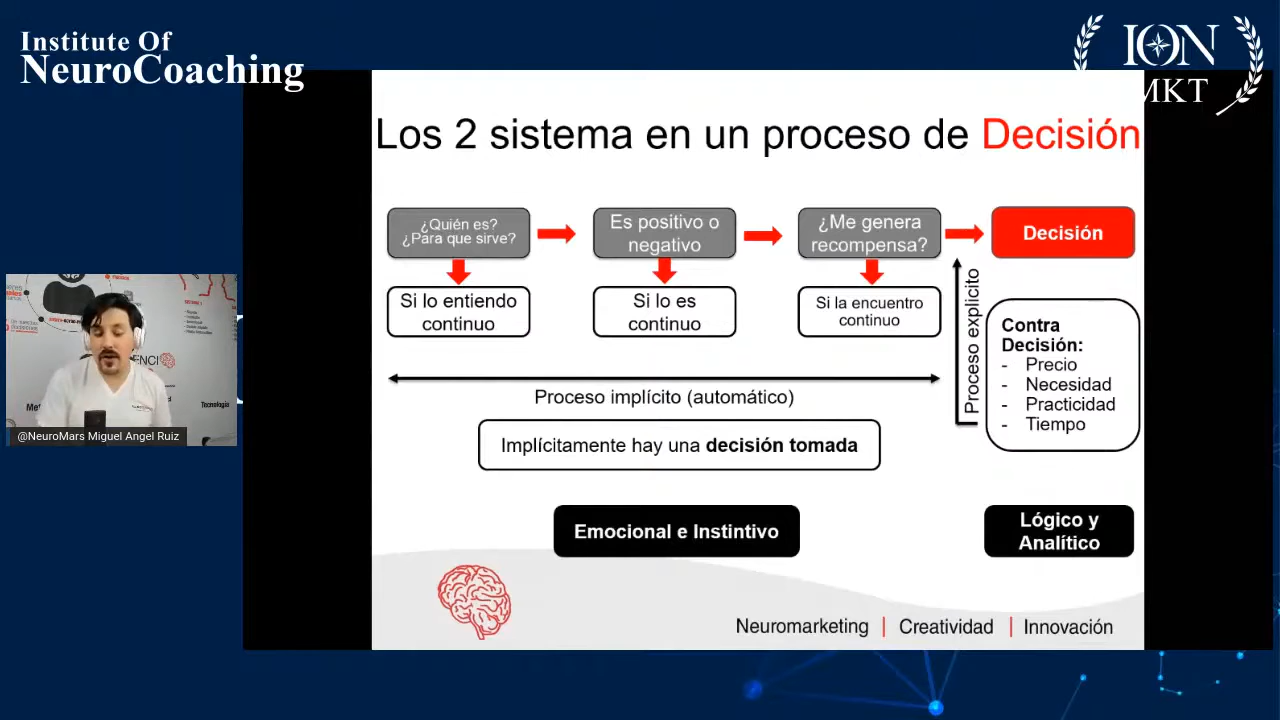 Institute Of
NeuroCoaching
ION
MKT
Los 2 sistema en un proceso de Decisión
¿Quién es?
¿Para que sirve?
Es positivo o
negativo
¿Me genera
recompensa?
Decisión
Si lo entiendo
continuo
Si lo es
continuo
Si la encuentro
continuo
Proceso explícito
Contra
Decisión:
- Precio
- Necesidad
- Practicidad
- Tiempo
Proceso implícito (automático)
Implícitamente hay una decisión tomada
Emocional e Instintivo
Lógico y
Analítico
Neuromarketing | Creatividad | Innovación
@NeuroMars Miguel Angel Ruiz
Tecnología